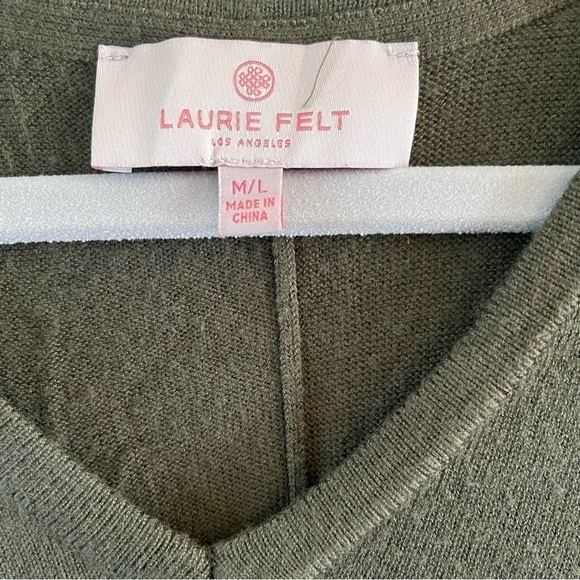 LAURIE FELT
LOS ANGELES
M/L
MADE IN
CHINA